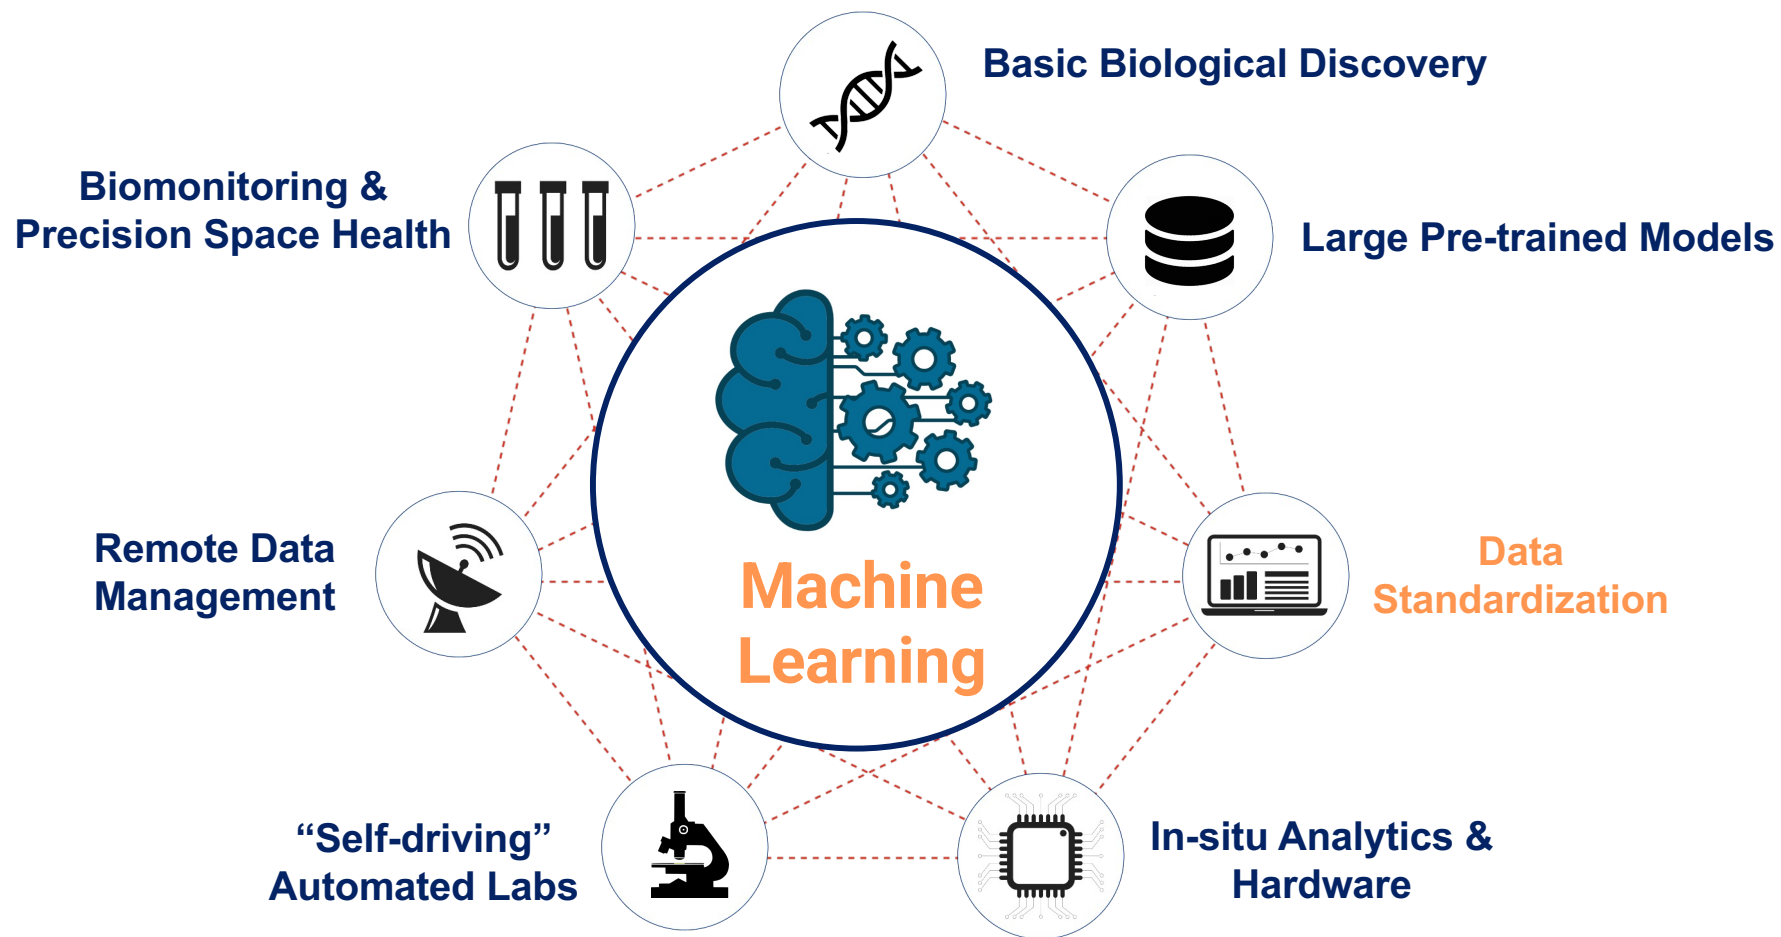 Basic Biological Discovery
Biomonitoring &
Precision Space Health
Large Pre-trained Models
Machine
Learning
Remote Data
Management
Data
Standardization
“Self-driving”
Automated Labs
In-situ Analytics &
Hardware